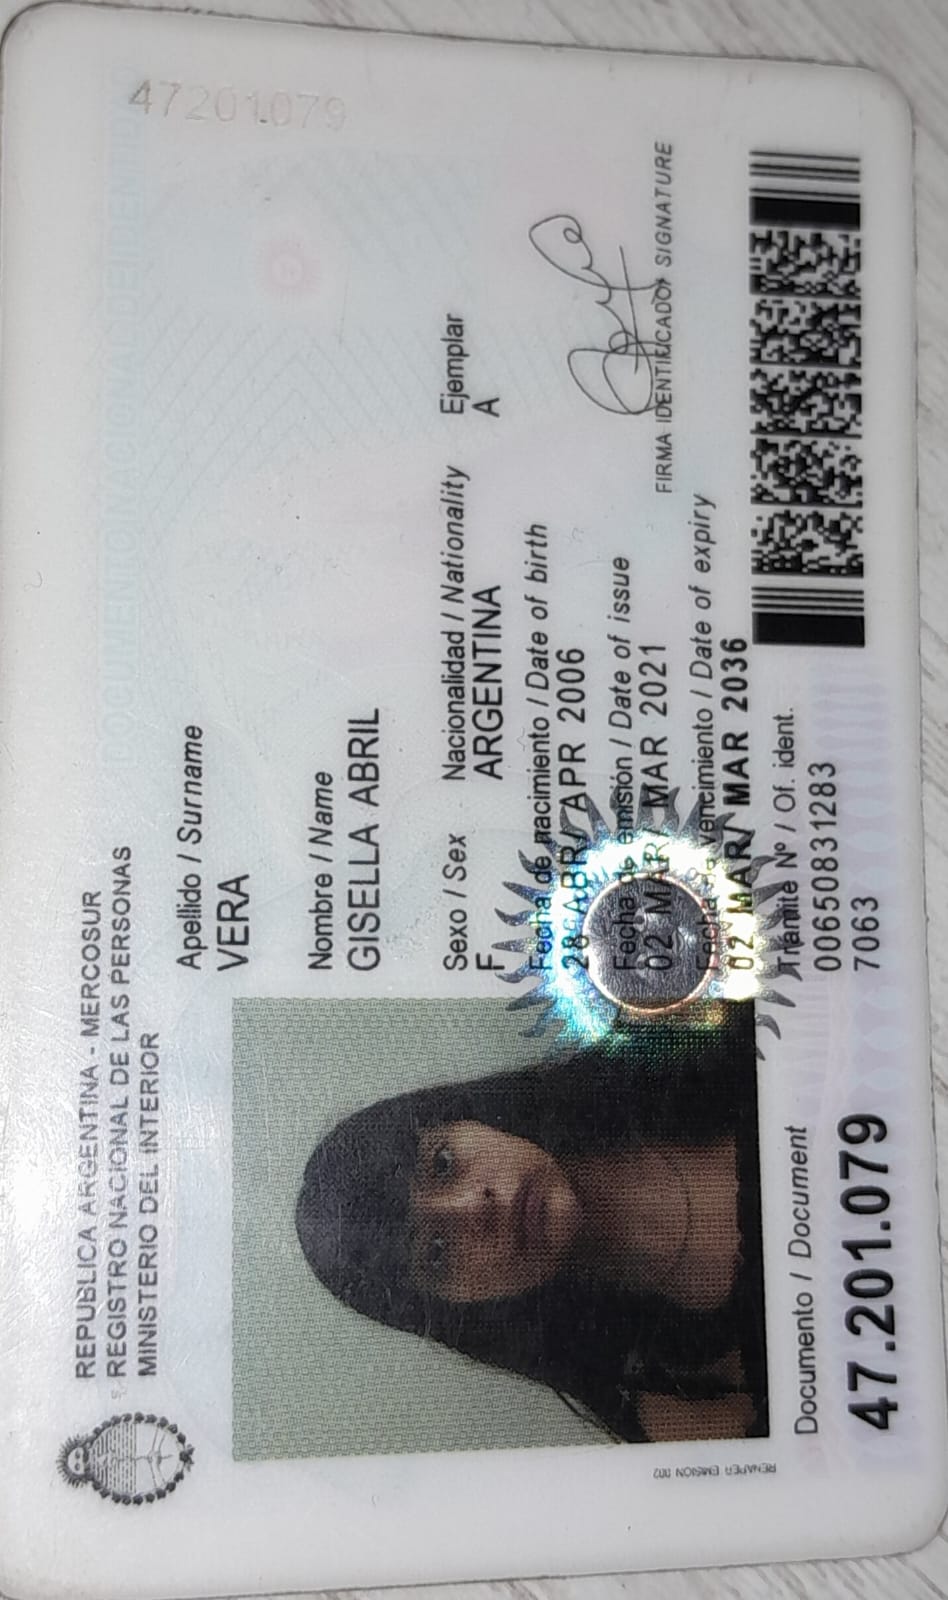 REPUBLICA ARGENTINA - MERCOSUR
REGISTRO NACIONAL DE LAS PERSONAS
MINISTERIO DEL INTERIOR
47201079
DOCUMENTO NACIONAL DE IDENTIDAD
Apellido / Surname
VERA
Nombre / Name
GISELLA ABRIL
Sexo / Sex Nacionalidad / Nationality Ejemplar
F ARGENTINA A
Fecha de nacimiento / Date of birth
28 ABR/ APR 2006
Fecha de emisión / Date of issue
02 MAR/ MAR 2021
FIRMA IDENTIFICADO/ SIGNATURE
Fecha de vencimiento / Date of expiry
02 MAR/ MAR 2036
RENAPER EMISION 002
Documento / Document
47.201.079
Trámite Nº / Of. ident.
00650831283
7063